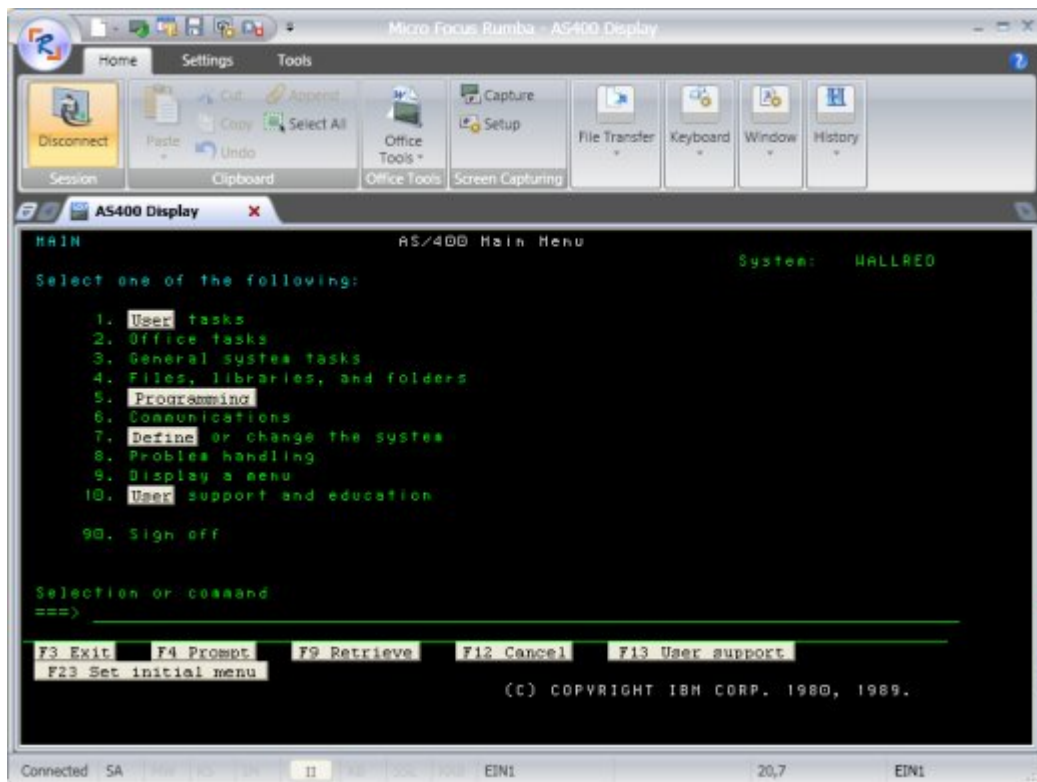 Micro Focus Rumba - AS400 Display
Home Settings Tools
Disconnect
Paste
Cut
Copy
Undo
Append
Select All
Office Tools
Capture
Setup
File Transfer
Keyboard
Window
History
Session Clipboard Office Tools Screen Capturing
AS400 Display
MAIN AS/400 Main Menu
System: WALLRED
Select one of the following:
1. User tasks
2. Office tasks
3. General system tasks
4. Files, libraries, and folders
5. Programming
6. Communications
7. Define or change the system
8. Problem handling
9. Display a menu
10. User support and education
90. Sign off
Selection or command
===>
F3 Exit F4 Prompt F9 Retrieve F12 Cancel F13 User support
F23 Set initial menu
(C) COPYRIGHT IBM CORP. 1980, 1989.
Connected SA II EIN1 20,7 EIN1